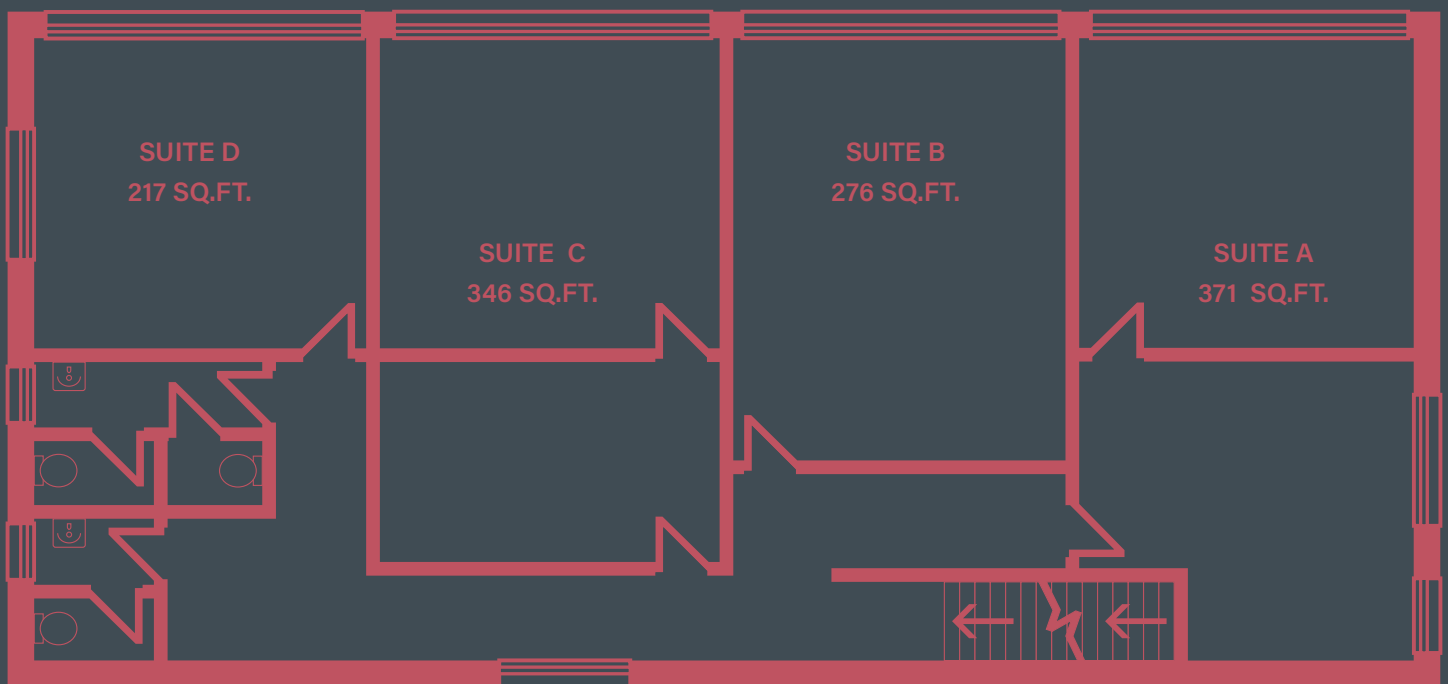 SUITE D
217 SQ.FT.
SUITE  C
346 SQ.FT.
SUITE B
276 SQ.FT.
SUITE A
371  SQ.FT.